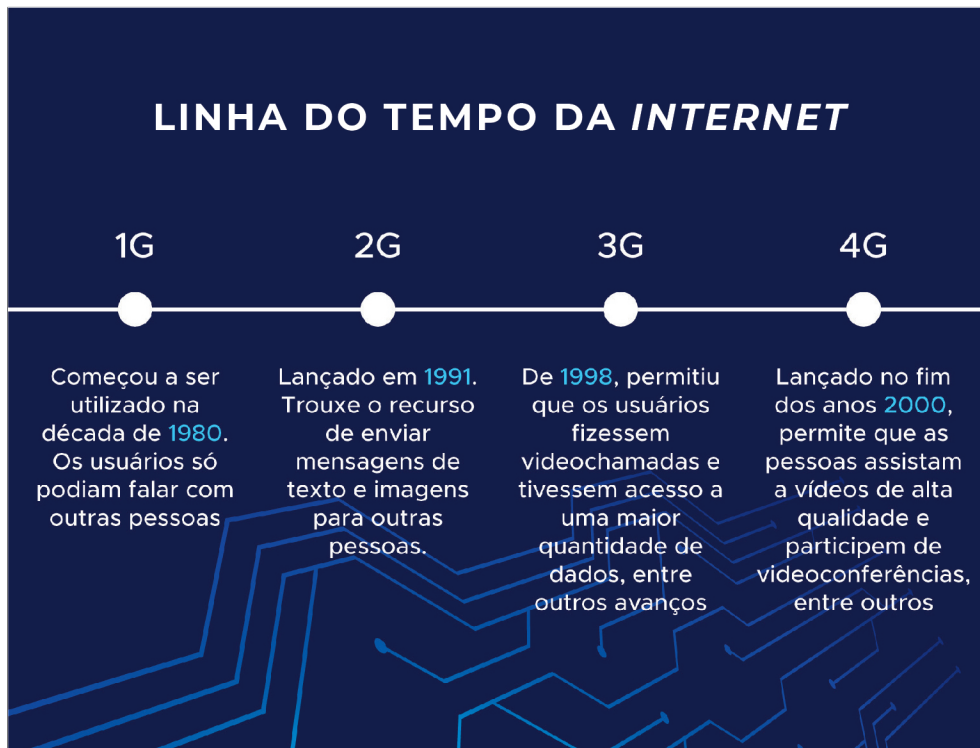 LINHA DO TEMPO DA INTERNET
1G
Começou a ser
utilizado na
década de 1980.
Os usuários só
podiam falar com
outras pessoas
2G
Lançado em 1991.
Trouxe o recurso
de enviar
mensagens de
texto e imagens
para outras
pessoas.
3G
De 1998, permitiu
que os usuários
fizessem
videochamadas e
tivessem acesso a
uma maior
quantidade de
dados, entre
outros avanços
4G
Lançado no fim
dos anos 2000,
permite que as
pessoas assistam
a vídeos de alta
qualidade e
participem de
videoconferências,
entre outros